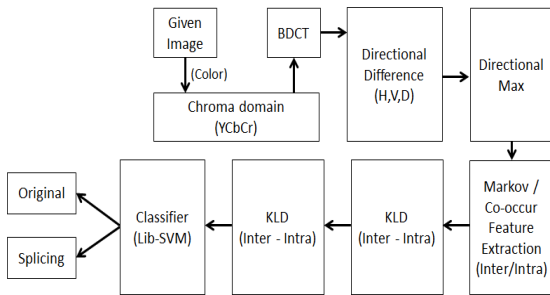 Given
Image
(Color)
Chroma domain
(YCbCr)
BDCT
Directional
Difference
(H,V,D)
Directional
Max
Markov /
Co-occur
Feature
Extraction
(Inter/Intra)
KLD
(Inter - Intra)
KLD
(Inter - Intra)
Classifier
(Lib-SVM)
Original
Splicing